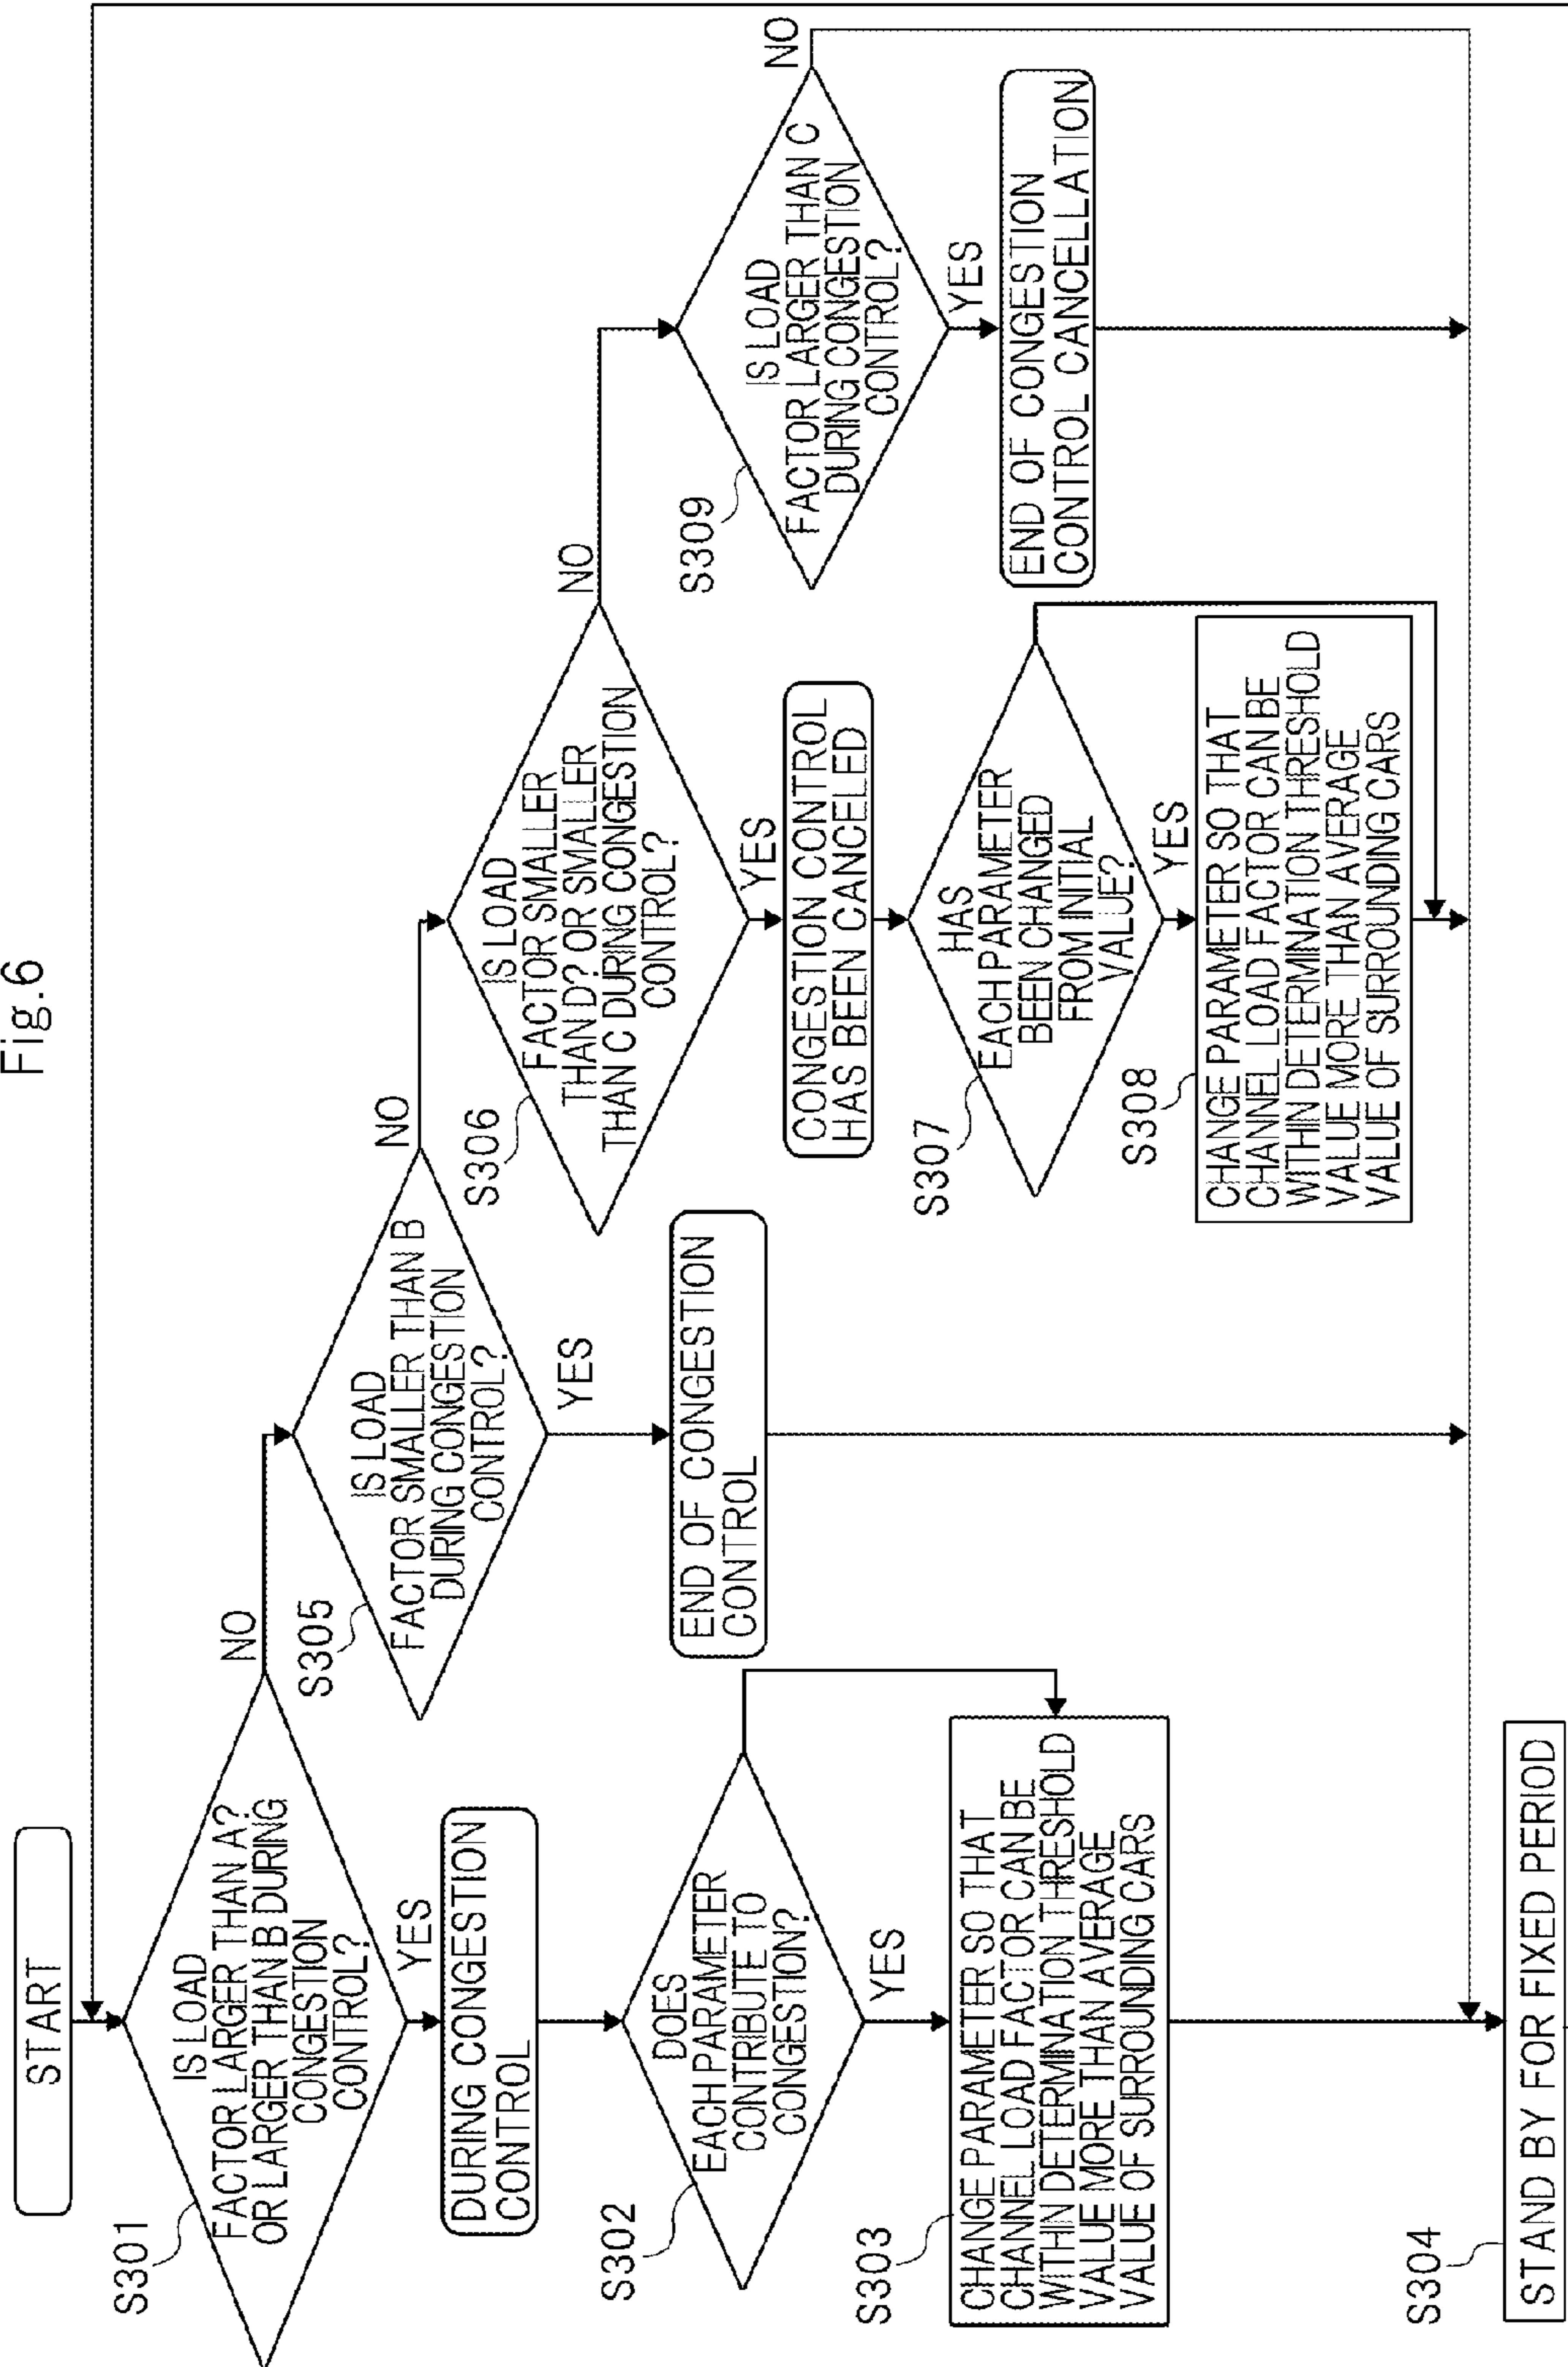 Fig.6
START
S301
IS LOAD
FACTOR LARGER THAN A?
OR LARGER THAN B DURING
CONGESTION
CONTROL?
NO
YES
DURING CONGESTION
CONTROL
S302
DOES
EACH PARAMETER
CONTRIBUTE TO
CONGESTION?
YES
S303
CHANGE PARAMETER SO THAT
CHANNEL LOAD FACTOR CAN BE
WITHIN DETERMINATION THRESHOLD
VALUE MORE THAN AVERAGE
VALUE OF SURROUNDING CARS
S304
STAND BY FOR FIXED PERIOD
S305
IS LOAD
FACTOR SMALLER THAN B
DURING CONGESTION
CONTROL?
NO
YES
END OF CONGESTION
CONTROL
S306
IS LOAD
FACTOR SMALLER
THAN D? OR SMALLER
THAN C DURING CONGESTION
CONTROL?
NO
YES
CONGESTION CONTROL
HAS BEEN CANCELED
S307
HAS
EACH PARAMETER
BEEN CHANGED
FROM INITIAL
VALUE?
YES
S308
CHANGE PARAMETER SO THAT
CHANNEL LOAD FACTOR CAN BE
WITHIN DETERMINATION THRESHOLD
VALUE MORE THAN AVERAGE
VALUE OF SURROUNDING CARS
S309
IS LOAD
FACTOR LARGER THAN C
DURING CONGESTION
CONTROL?
NO
YES
END OF CONGESTION
CONTROL CANCELLATION